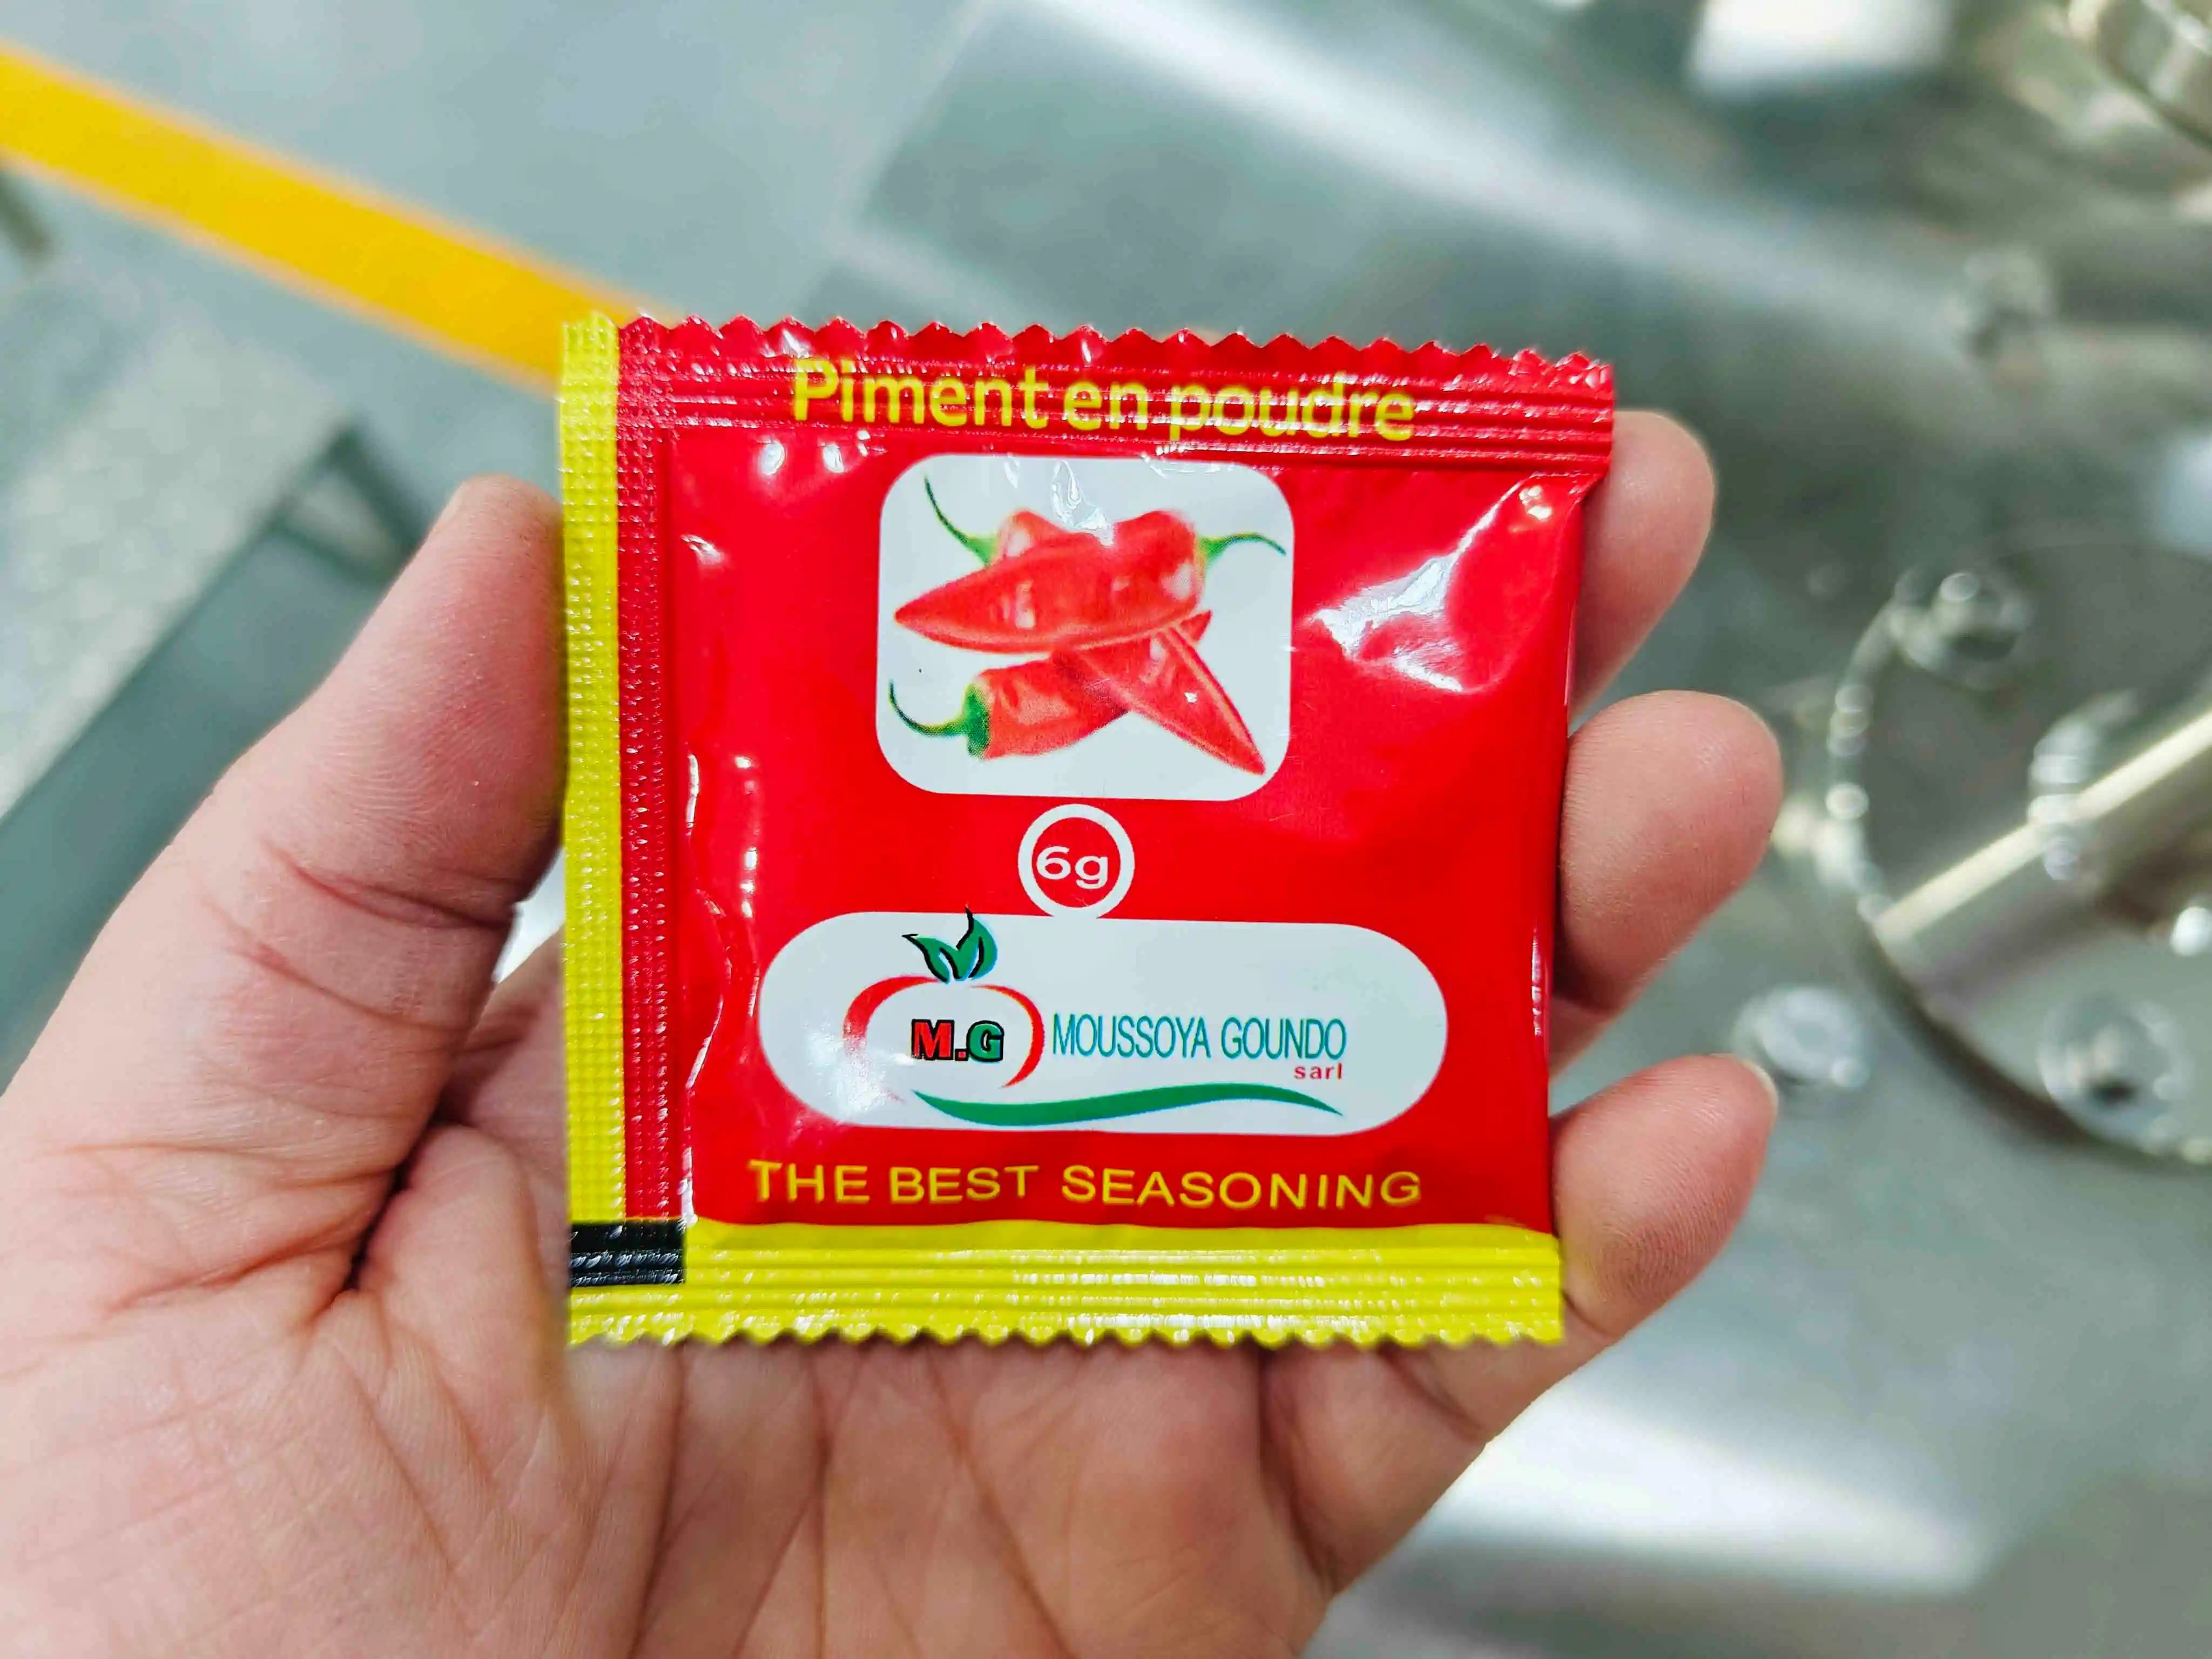 Piment en poudre
6g
M.G MOUSSOYA GOUNDO
sarl
THE BEST SEASONING